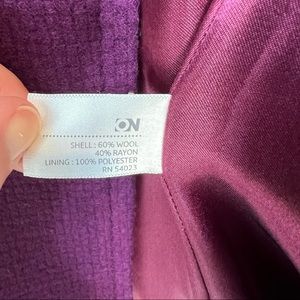 ON
SHELL : 60% WOOL
40% RAYON
LINING : 100% POLYESTER
RN 54023